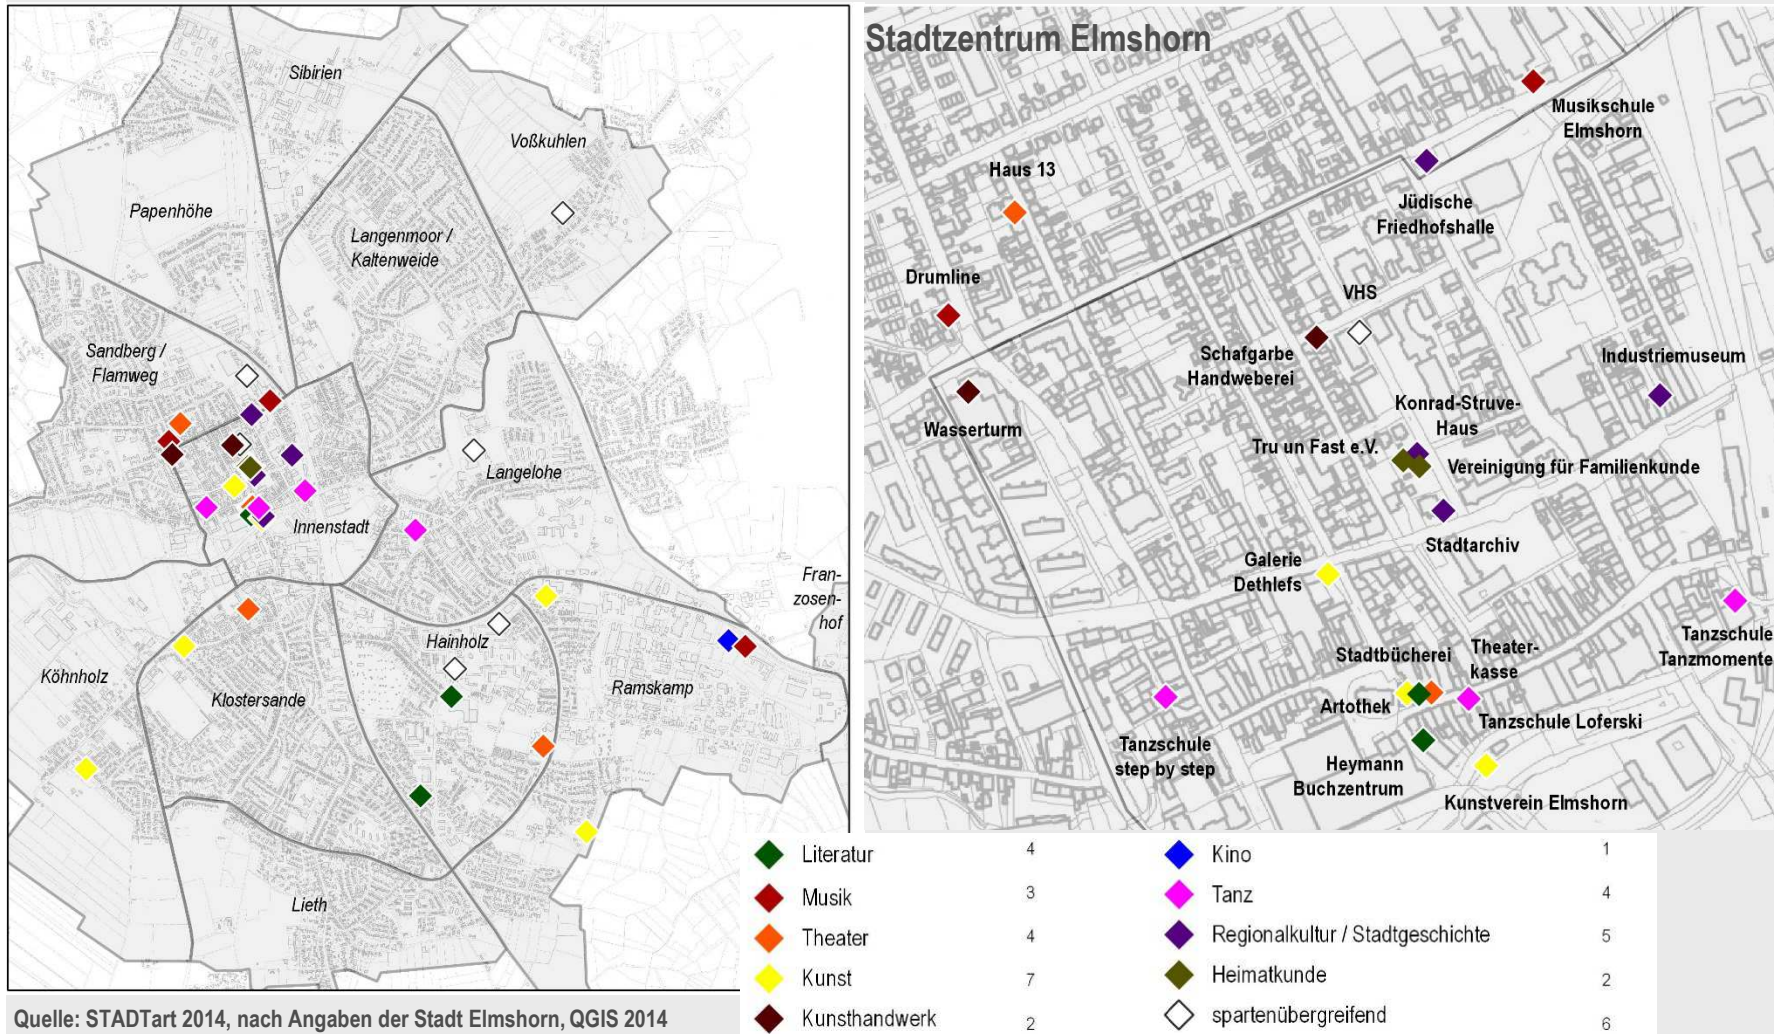 Stadtzentrum Elmshorn
Sibirien
Voßkuhlen
Papenhöhe
Langenmoor /
Kaltenweide
Sandberg /
Flamweg
Langelohe
Innenstadt
Fran-
zosen-
hof
Hainholz
Köhnholz
Klostersande
Ramskamp
Lieth
Musikschule
Elmshorn
Haus 13
Jüdische
Friedhofshalle
Drumline
VHS
Schafgarbe
Handweberei
Industriemuseum
Wasserturm
Konrad-Struve-
Haus
Tru un Fast e.V.
Vereinigung für Familienkunde
Stadtarchiv
Galerie
Dethlefs
Tanzschule
Tanzmomente
Stadtbücherei
Theater-
kasse
Artothek
Tanzschule Loferski
Tanzschule
step by step
Heymann
Buchzentrum
Kunstverein Elmshorn
Literatur 4
Musik 3
Theater 4
Kunst 7
Kunsthandwerk 2
Kino 1
Tanz 4
Regionalkultur / Stadtgeschichte 5
Heimatkunde 2
spartenübergreifend 6
Quelle: STADTart 2014, nach Angaben der Stadt Elmshorn, QGIS 2014